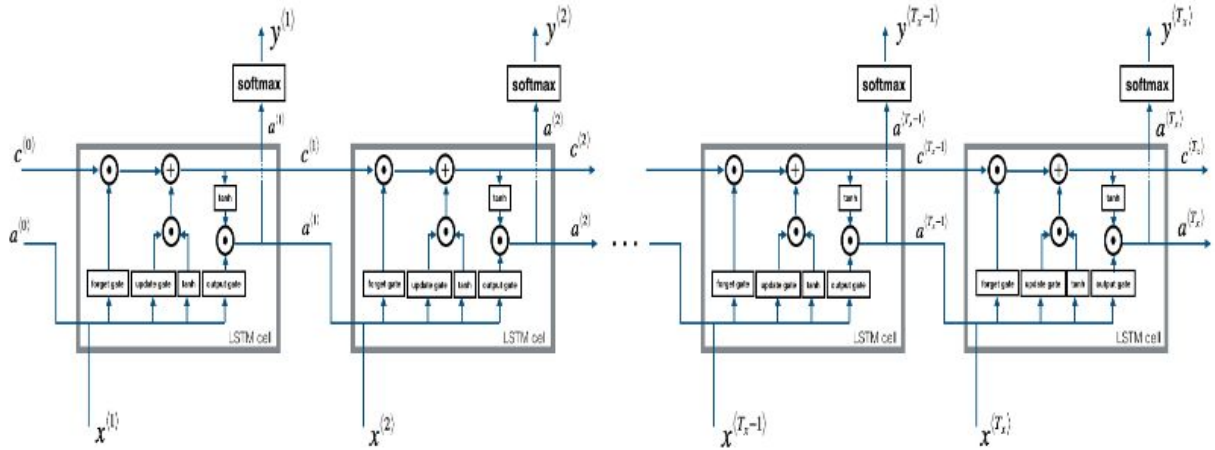 y⟨1⟩ y⟨2⟩ y⟨Tx−1⟩ y⟨Tx⟩
softmax softmax softmax softmax
a⟨1⟩ a⟨2⟩ a⟨Tx−1⟩ a⟨Tx⟩
c⟨0⟩ c⟨1⟩ c⟨2⟩ c⟨Tx−1⟩ c⟨Tx⟩
+ + + +
tanh tanh tanh tanh
a⟨0⟩ a⟨1⟩ a⟨2⟩ ... a⟨Tx−1⟩ a⟨Tx⟩
forget gate update gate tanh output gate forget gate update gate tanh output gate forget gate update gate tanh output gate forget gate update gate tanh output gate
LSTM cell LSTM cell LSTM cell LSTM cell
x⟨1⟩ x⟨2⟩ x⟨Tx−1⟩ x⟨Tx⟩